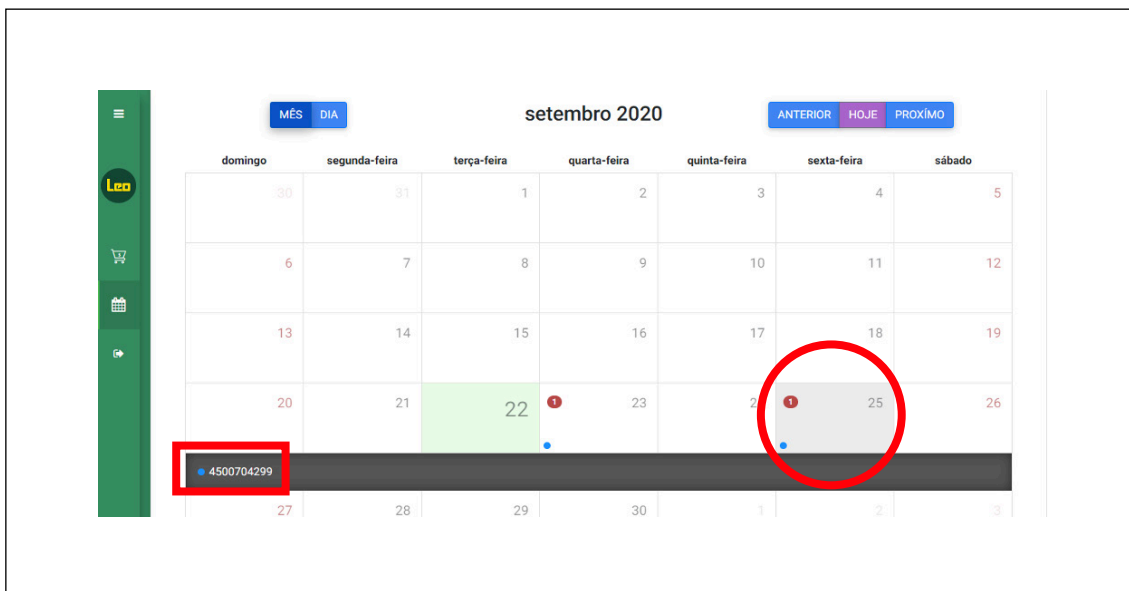 MÊS DIA
setembro 2020
ANTERIOR HOJE PROXÍMO
domingo segunda-feira terça-feira quarta-feira quinta-feira sexta-feira sábado
Leo
30 31 1 2 3 4 5
6 7 8 9 10 11 12
13 14 15 16 17 18 19
20 21 22 1 23 2 1 25 26
4500704299
27 28 29 30 1 2 3